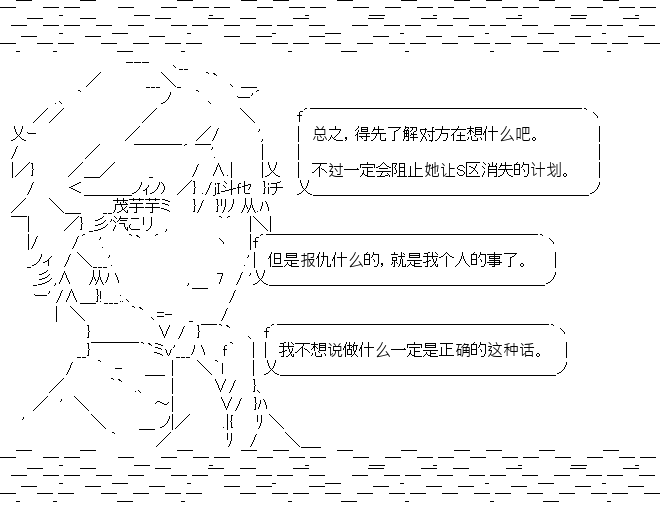 总之，得先了解对方在想什么吧。
不过一定会阻止她让S区消失的计划。
但是报仇什么的，就是我个人的事了。
我不想说做什么一定是正确的这种话。